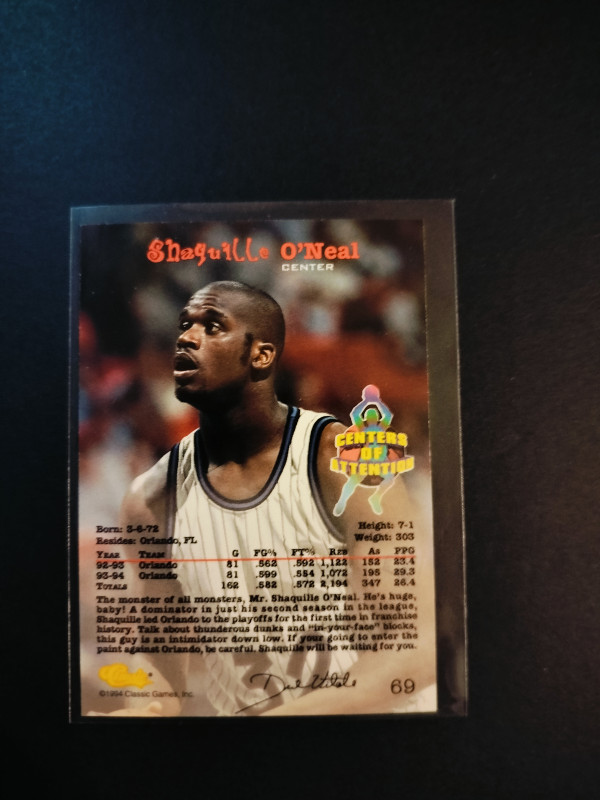 Shaquille O'Neal
CENTER
CENTERS
OF
ATTENTION
Born: 3-6-72 Height: 7-1
Resides: Orlando, FL Weight: 303
YEAR TEAM G FG% FT% REB AS PPG
92-93 Orlando 81 .562 .592 1,122 152 23.4
93-94 Orlando 81 .599 .554 1,072 195 29.3
TOTALS 162 .582 .572 2,194 347 26.4
The monster of all monsters, Mr. Shaquille O'Neal. He's huge,
baby! A dominator in just his second season in the league,
Shaquille led Orlando to the playoffs for the first time in franchise
history. Talk about thunderous dunks and "in-your-face" blocks,
this guy is an intimidator down low. If your going to enter the
paint against Orlando, be careful. Shaquille will be waiting for you.
Classic
©1994 Classic Games, Inc.
69